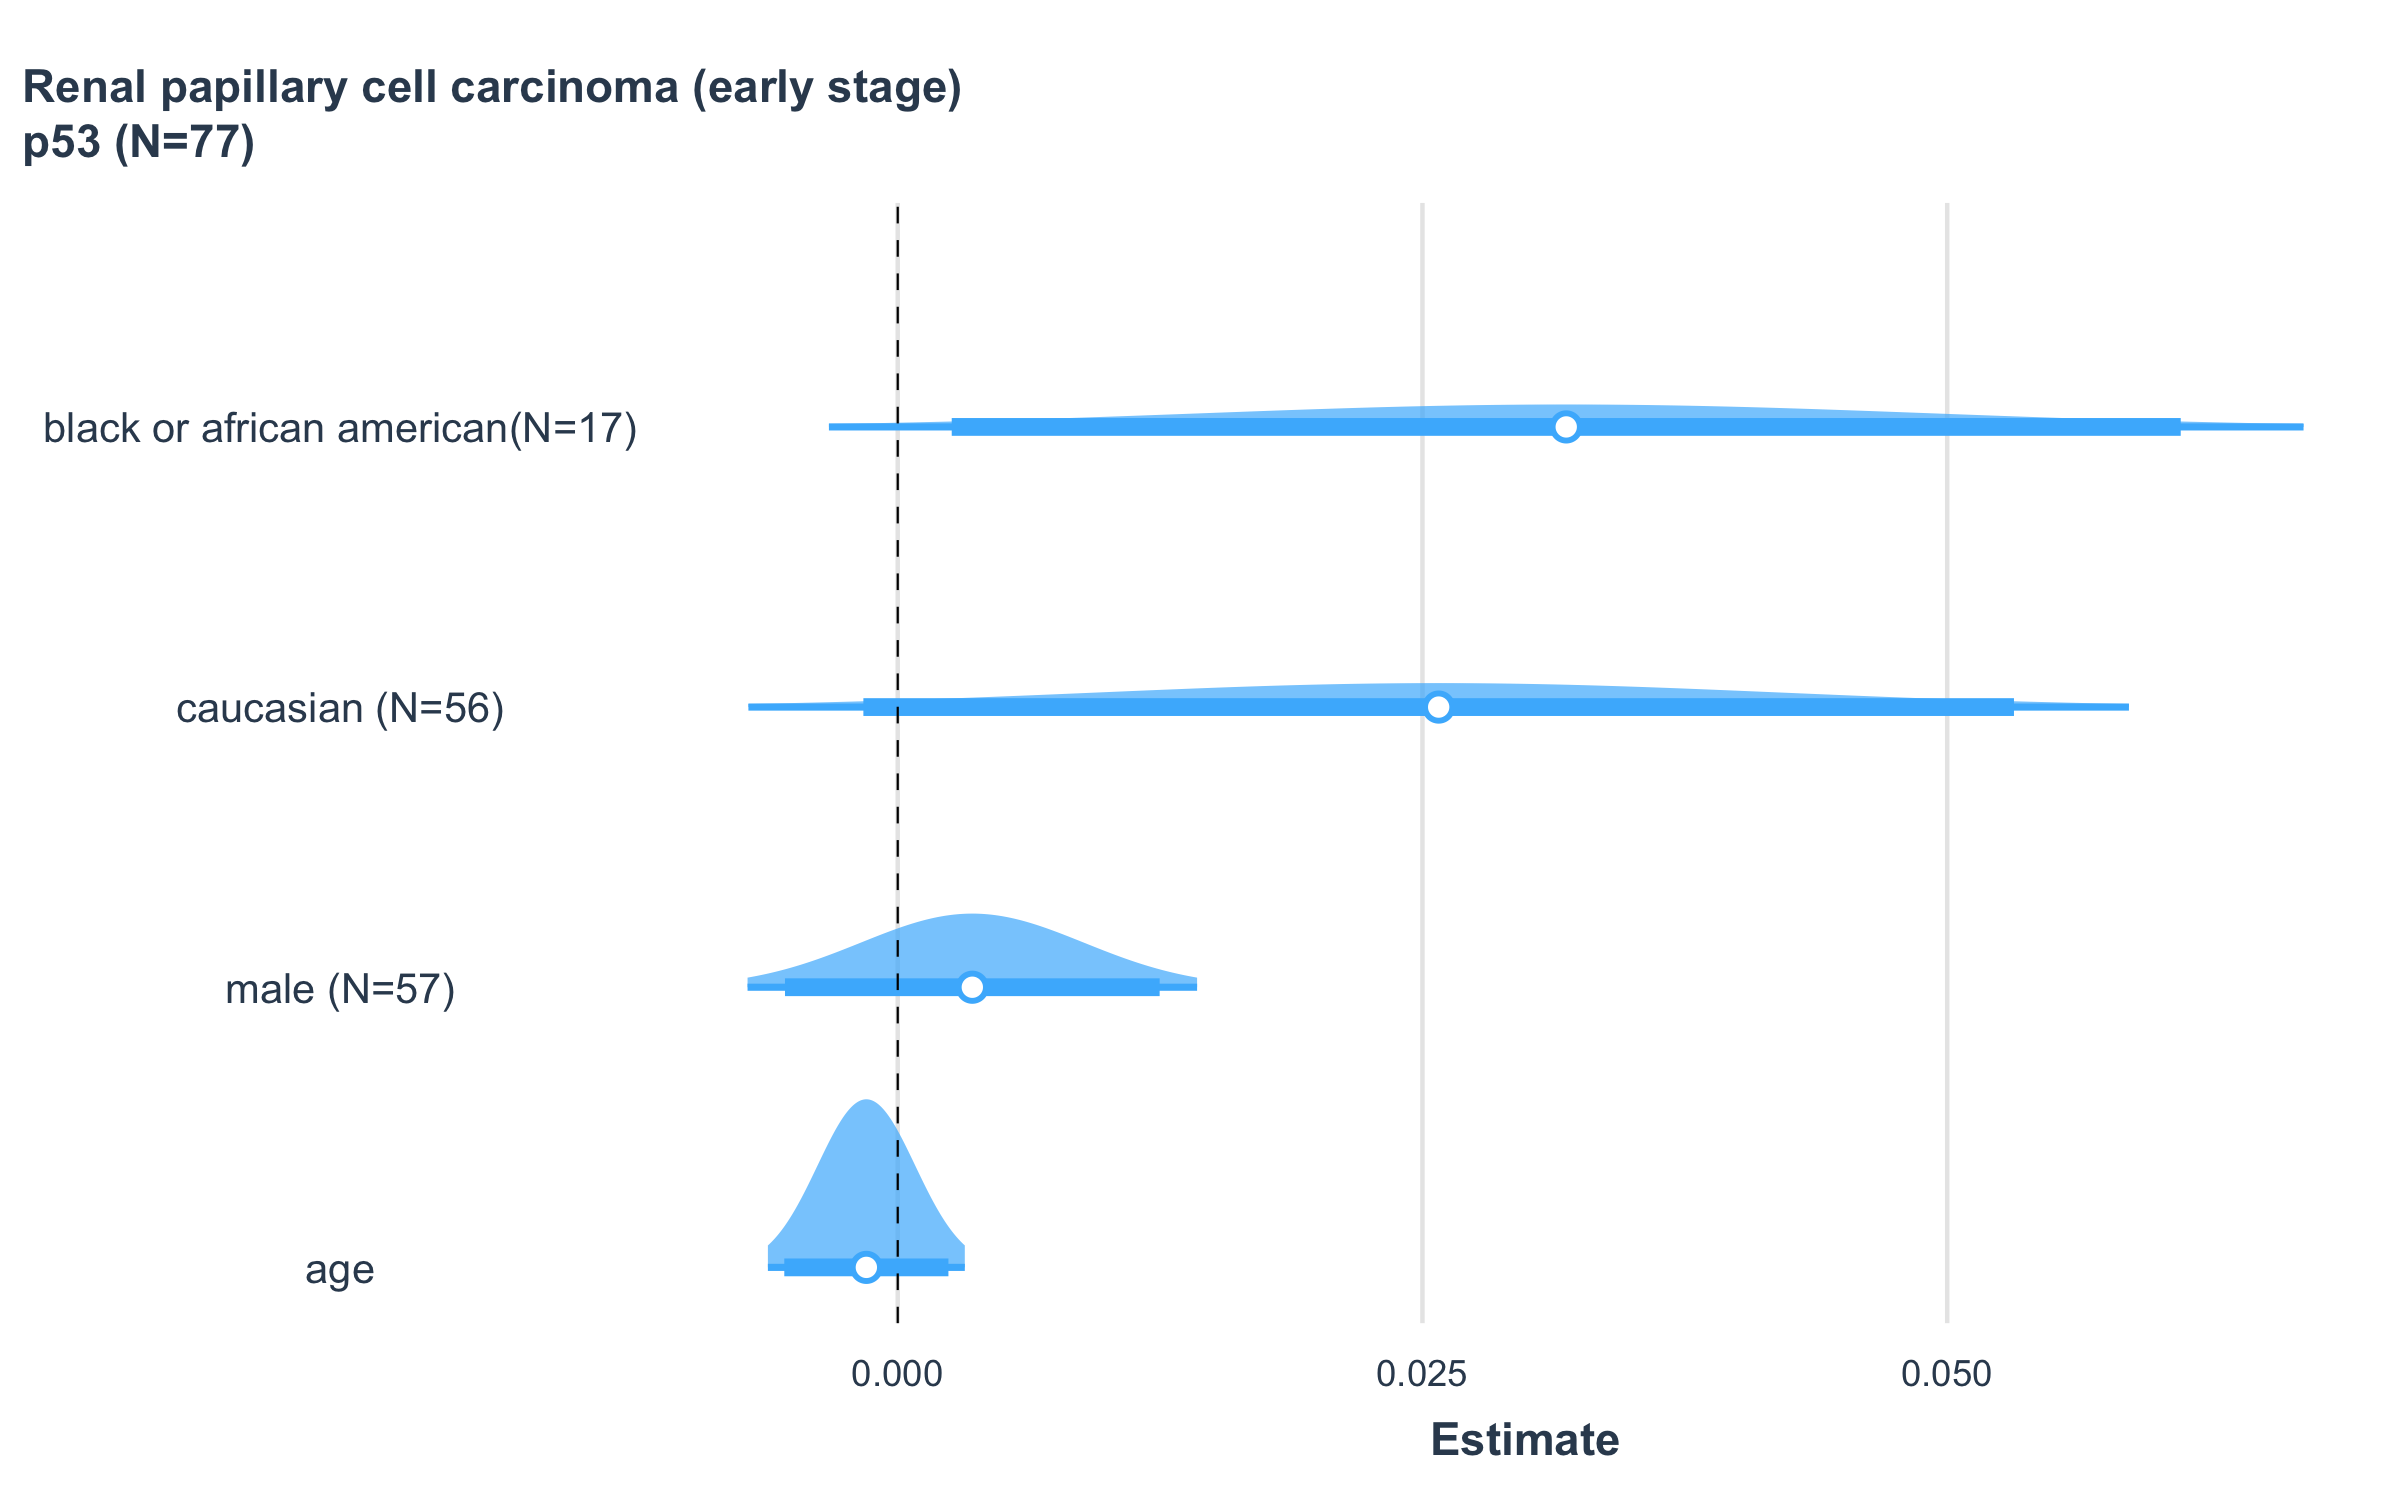 Renal papillary cell carcinoma (early stage)
p53 (N=77)
black or african american(N=17)
caucasian (N=56)
male (N=57)
age
0.000
0.025
0.050
Estimate